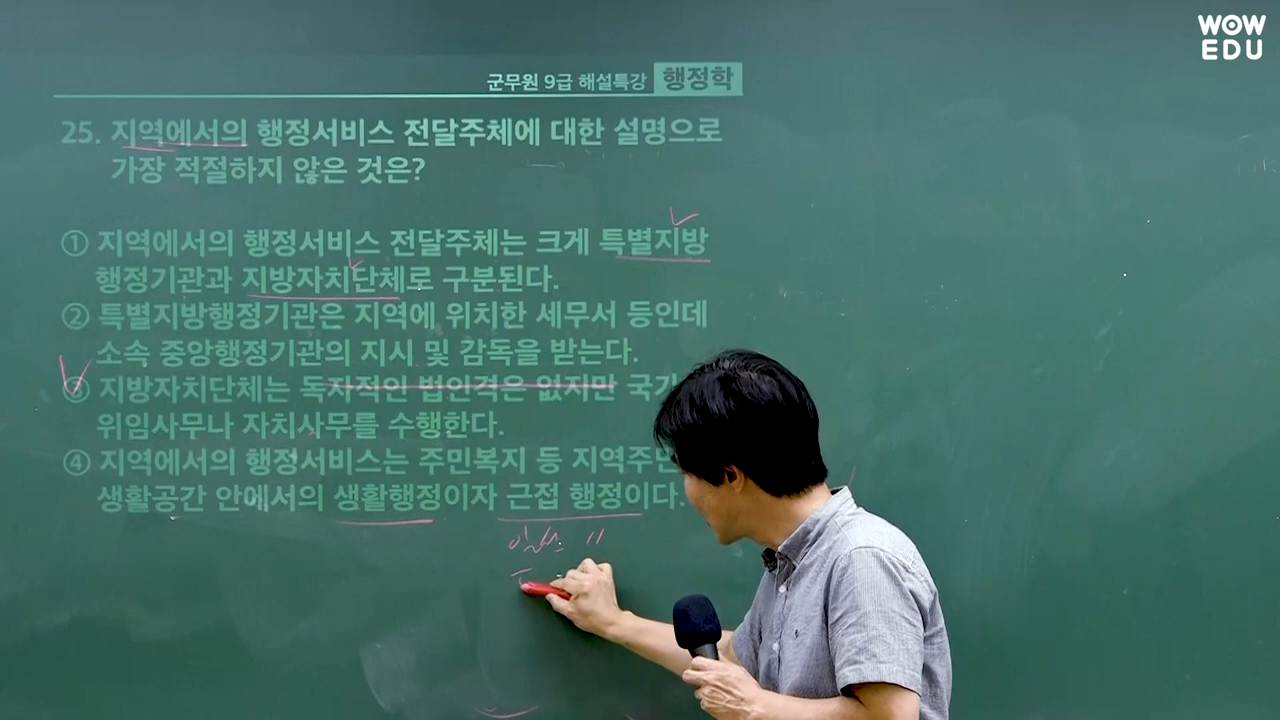 WOW
EDU
군무원 9급 해설특강 행정학
25. 지역에서의 행정서비스 전달주체에 대한 설명으로
가장 적절하지 않은 것은?
① 지역에서의 행정서비스 전달주체는 크게 특별지방
행정기관과 지방자치단체로 구분된다.
② 특별지방행정기관은 지역에 위치한 세무서 등인데
소속 중앙행정기관의 지시 및 감독을 받는다.
③ 지방자치단체는 독자적인 법인격은 없지만 국가
위임사무나 자치사무를 수행한다.
④ 지역에서의 행정서비스는 주민복지 등 지역주민
생활공간 안에서의 생활행정이자 근접 행정이다.